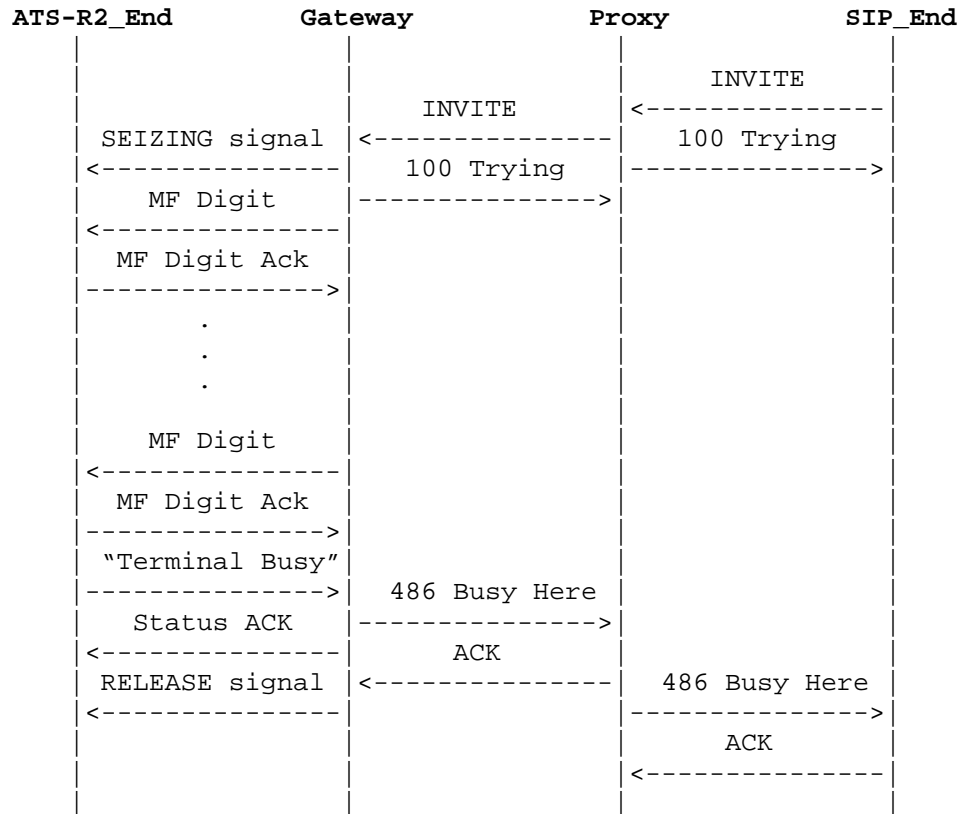 ATS-R2_End Gateway Proxy SIP_End
INVITE
INVITE
SEIZING signal 100 Trying
100 Trying
MF Digit
MF Digit Ack
.
.
.
MF Digit
MF Digit Ack
“Terminal Busy”
486 Busy Here
Status ACK
ACK
RELEASE signal 486 Busy Here
ACK